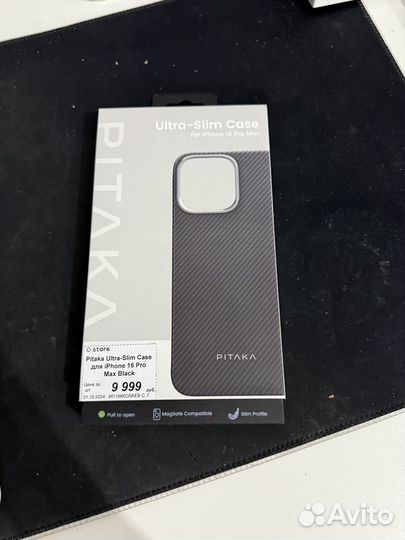 Ultra-Slim Case
For iPhone 16 Pro Max
PITAKA
PITAKA
store
Pitaka Ultra-Slim Case
для iPhone 16 Pro
Max Black
Цена за
шт.
9 999 руб.
21.10.2024 ИП НИКОЛАЕВ С. Г.
Pull to open
MagSafe Compatible
Slim Profile
Avito